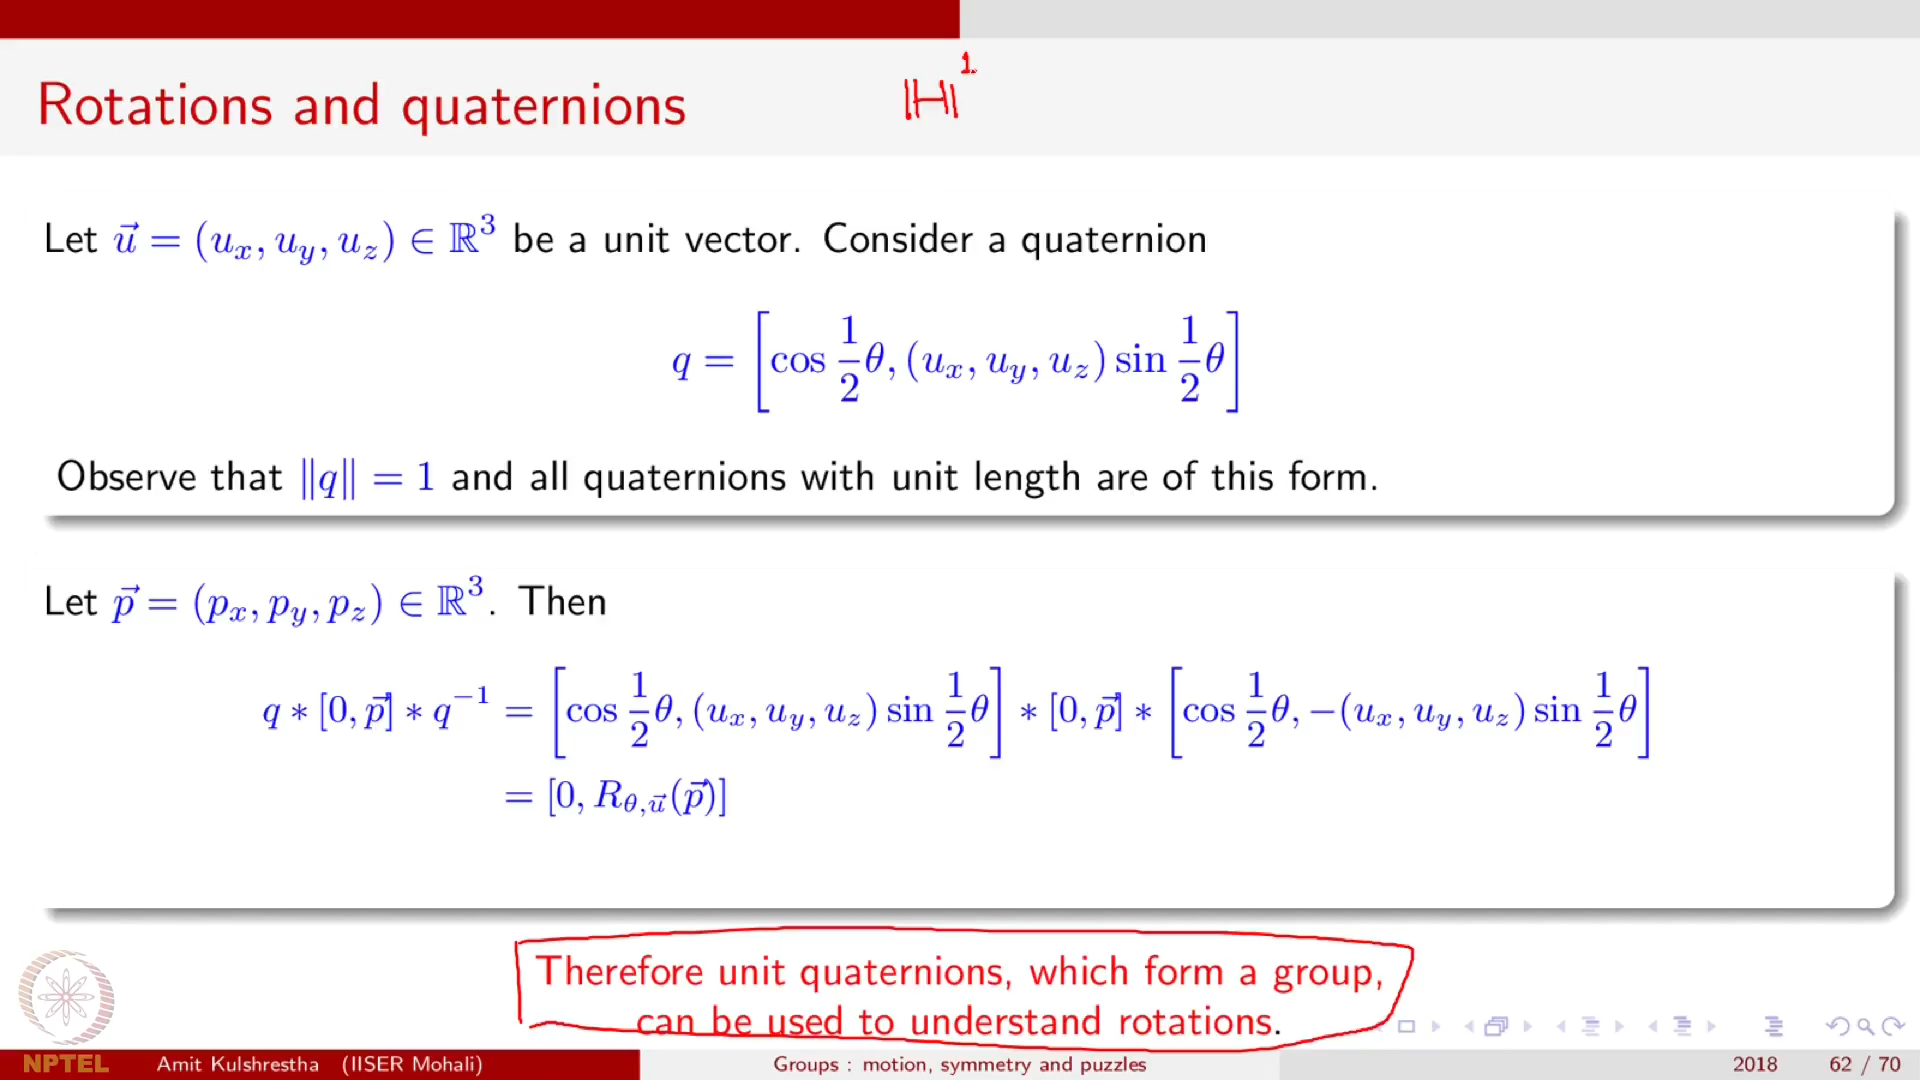 Rotations and quaternions
ℍ¹
Let u⃗ = (uₓ, u_y, u_z) ∈ ℝ³ be a unit vector. Consider a quaternion
q = [cos ½θ, (uₓ, u_y, u_z) sin ½θ]
Observe that ‖q‖ = 1 and all quaternions with unit length are of this form.
Let p⃗ = (pₓ, p_y, p_z) ∈ ℝ³. Then
q ∗ [0, p⃗] ∗ q⁻¹ = [cos ½θ, (uₓ, u_y, u_z) sin ½θ] ∗ [0, p⃗] ∗ [cos ½θ, −(uₓ, u_y, u_z) sin ½θ]
= [0, R_{θ,u⃗}(p⃗)]
Therefore unit quaternions, which form a group,
can be used to understand rotations.
NPTEL Amit Kulshrestha (IISER Mohali) Groups : motion, symmetry and puzzles 2018 62 / 70